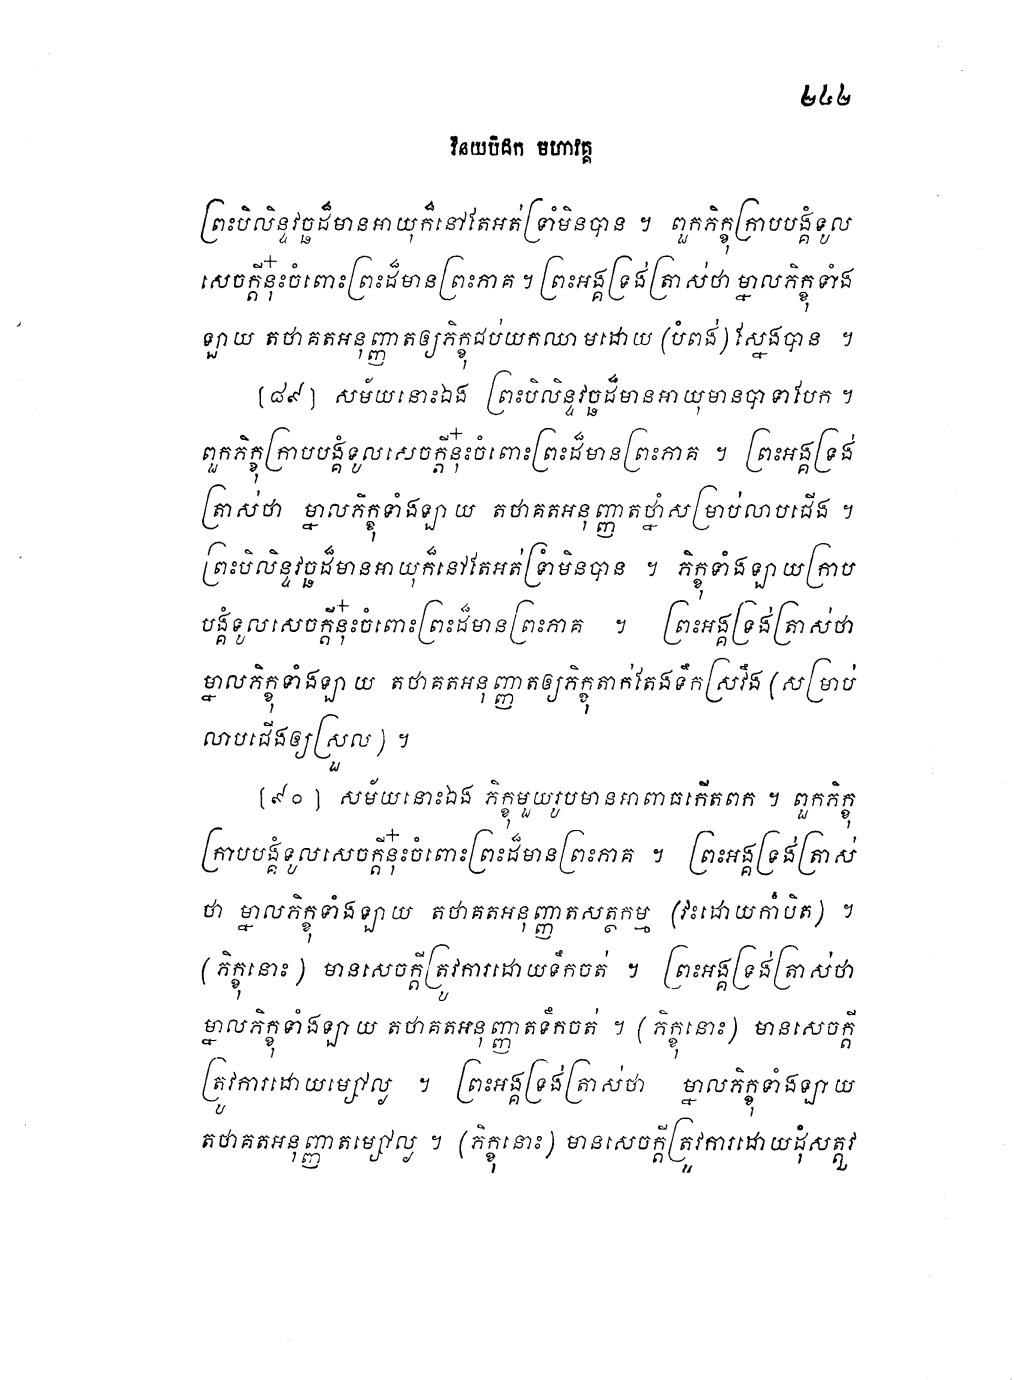 ២៤២
វិនយបិដក មហាវគ្គ
ព្រះបិលិន្ទវច្ឆដ៏មានអាយុក៏នៅតែអត់ទ្រាំមិនបាន ។ ពួកភិក្ខុក្រាបបង្គំទូល
សេចក្តីនុ៎ះចំពោះព្រះដ៏មានព្រះភាគ ។ ព្រះអង្គទ្រង់ត្រាស់ថា ម្នាលភិក្ខុទាំង
ឡាយ តថាគតអនុញ្ញាតឲ្យភិក្ខុជប់យកឈាមដោយ (បំពង់) ស្នែងបាន ។
(៨៩) សម័យនោះឯង ព្រះបិលិន្ទវច្ឆដ៏មានអាយុមានបាទាបែក ។
ពួកភិក្ខុក្រាបបង្គំទូលសេចក្តីនុ៎ះចំពោះព្រះដ៏មានព្រះភាគ ។ ព្រះអង្គទ្រង់
ត្រាស់ថា ម្នាលភិក្ខុទាំងឡាយ តថាគតអនុញ្ញាតថ្នាំសម្រាប់លាបជើង ។
ព្រះបិលិន្ទវច្ឆដ៏មានអាយុក៏នៅតែអត់ទ្រាំមិនបាន ។ ភិក្ខុទាំងឡាយក្រាប
បង្គំទូលសេចក្តីនុ៎ះចំពោះព្រះដ៏មានព្រះភាគ ។ ព្រះអង្គទ្រង់ត្រាស់ថា
ម្នាលភិក្ខុទាំងឡាយ តថាគតអនុញ្ញាតឲ្យភិក្ខុតាក់តែងទឹកស្រវឹង (សម្រាប់
លាបជើងឲ្យស្រួល) ។
(៩០) សម័យនោះឯង ភិក្ខុមួយរូបមានអាពាធកើតពក ។ ពួកភិក្ខុ
ក្រាបបង្គំទូលសេចក្តីនុ៎ះចំពោះព្រះដ៏មានព្រះភាគ ។ ព្រះអង្គទ្រង់ត្រាស់
ថា ម្នាលភិក្ខុទាំងឡាយ តថាគតអនុញ្ញាតសត្ថកម្ម (វះដោយកាំបិត) ។
(ភិក្ខុនោះ) មានសេចក្តីត្រូវការដោយទឹកចត់ ។ ព្រះអង្គទ្រង់ត្រាស់ថា
ម្នាលភិក្ខុទាំងឡាយ តថាគតអនុញ្ញាតទឹកចត់ ។ (ភិក្ខុនោះ) មានសេចក្តី
ត្រូវការដោយម្សៅល្ង ។ ព្រះអង្គទ្រង់ត្រាស់ថា ម្នាលភិក្ខុទាំងឡាយ
តថាគតអនុញ្ញាតម្សៅល្ង ។ (ភិក្ខុនោះ) មានសេចក្តីត្រូវការដោយដុំសត្តូវ